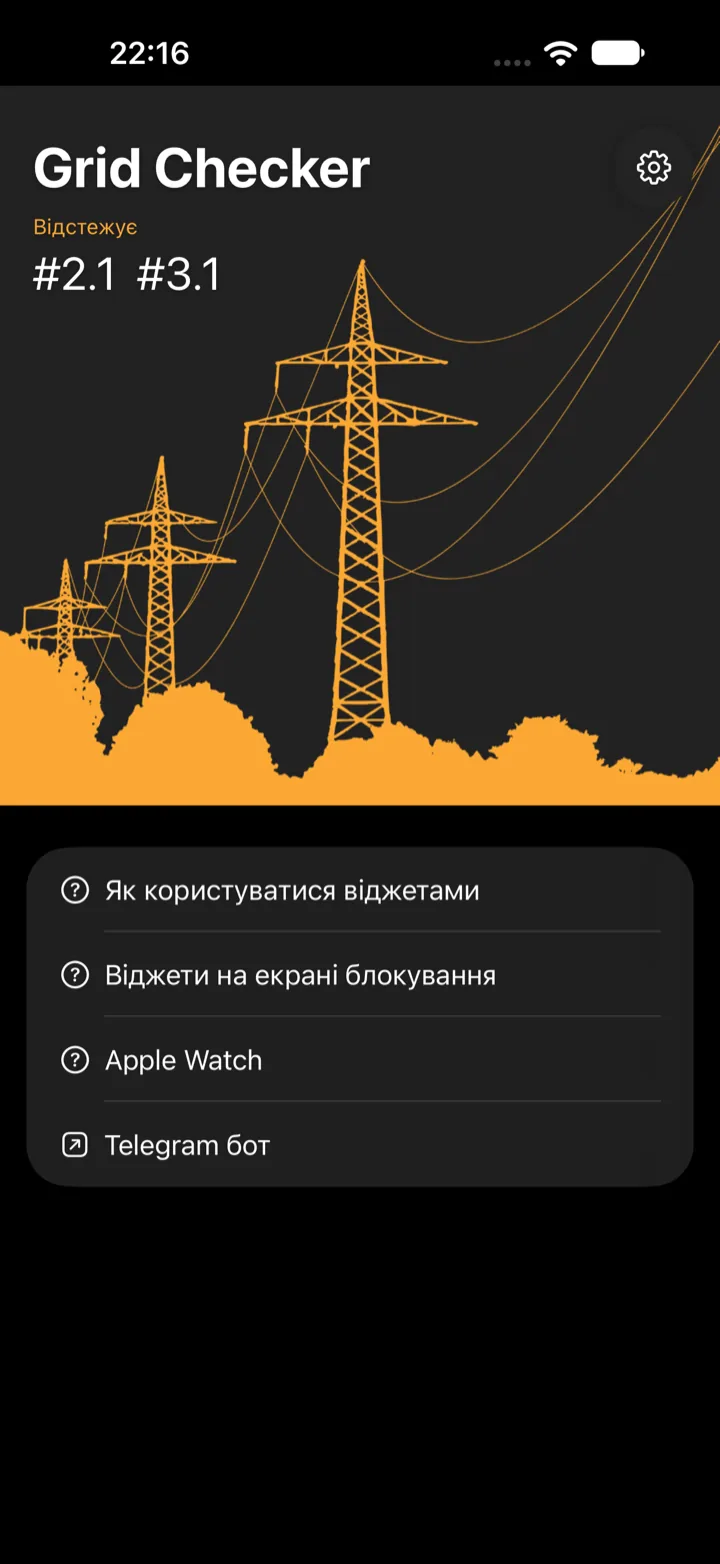 22:16
Grid Checker
Відстежує
#2.1 #3.1
Як користуватися віджетами
Віджети на екрані блокування
Apple Watch
Telegram бот